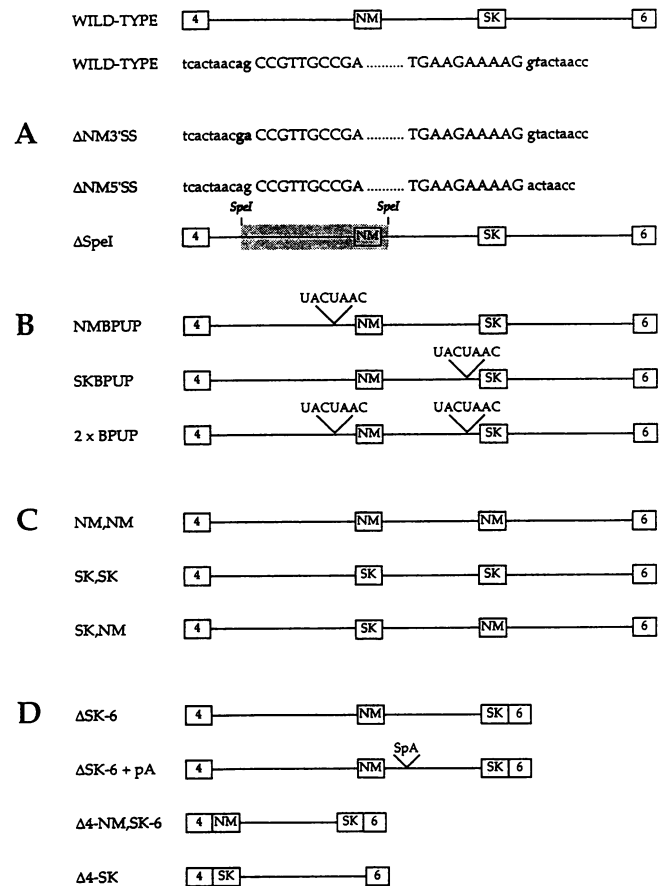 WILD-TYPE 4 NM SK 6
WILD-TYPE tcactaacag CCGTTGCCGA .......... TGAAGAAAAG gtactaacc
A ΔNM3'SS tcactaacga CCGTTGCCGA .......... TGAAGAAAAG gtactaacc
ΔNM5'SS tcactaacag CCGTTGCCGA .......... TGAAGAAAAG actaacc
SpeI SpeI
ΔSpeI 4 NM SK 6
UACUAAC
B NMBPUP 4 NM SK 6
UACUAAC
SKBPUP 4 NM SK 6
UACUAAC UACUAAC
2 x BPUP 4 NM SK 6
C NM,NM 4 NM NM 6
SK,SK 4 SK SK 6
SK,NM 4 SK NM 6
D ΔSK-6 4 NM SK 6
SpA
ΔSK-6 + pA 4 NM SK 6
Δ4-NM,SK-6 4 NM SK 6
Δ4-SK 4 SK 6